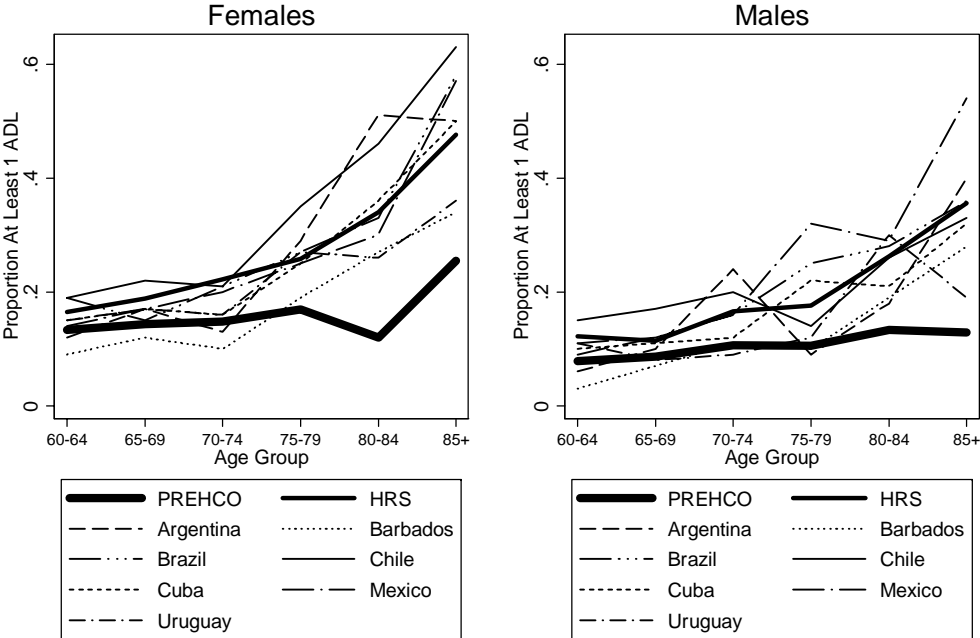 Females
Proportion At Least 1 ADL
.6
.4
.2
0
60-64 65-69 70-74 75-79 80-84 85+
Age Group
PREHCO HRS
Argentina Barbados
Brazil Chile
Cuba Mexico
Uruguay
Males
Proportion At Least 1 ADL
.6
.4
.2
0
60-64 65-69 70-74 75-79 80-84 85+
Age Group
PREHCO HRS
Argentina Barbados
Brazil Chile
Cuba Mexico
Uruguay